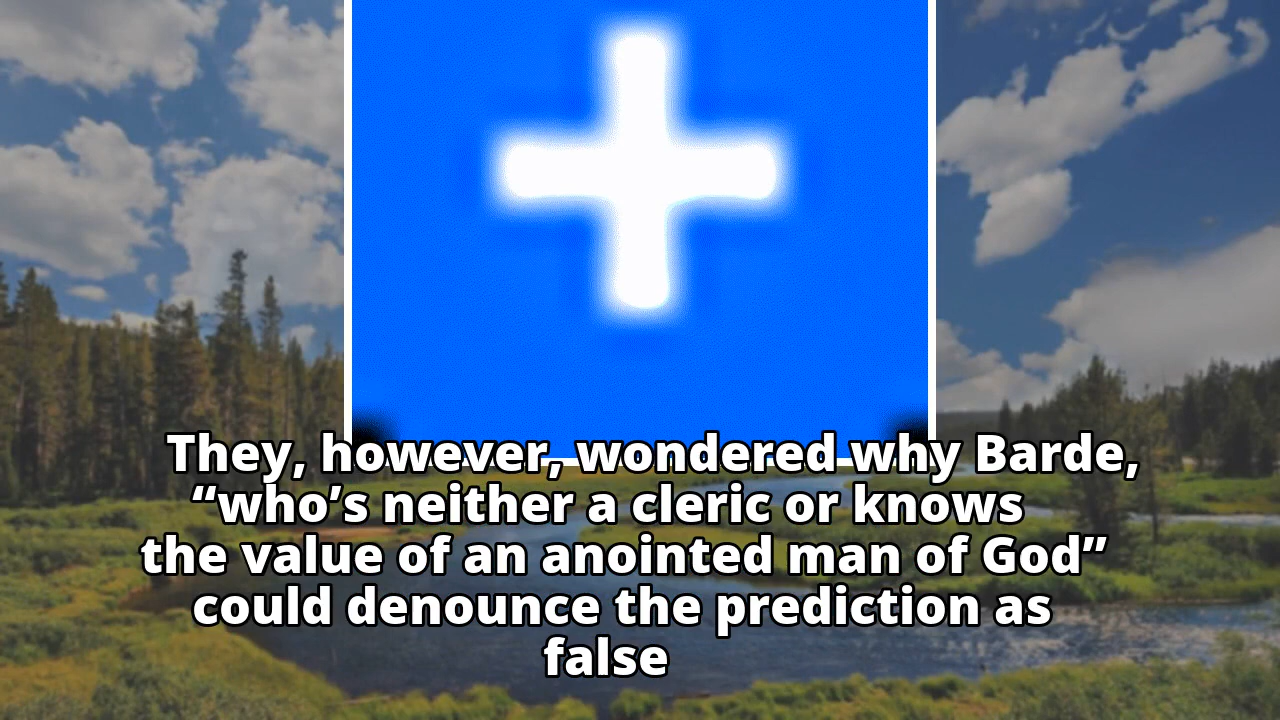 They, however, wondered why Barde,
“who’s neither a cleric or knows
the value of an anointed man of God”
could denounce the prediction as
false